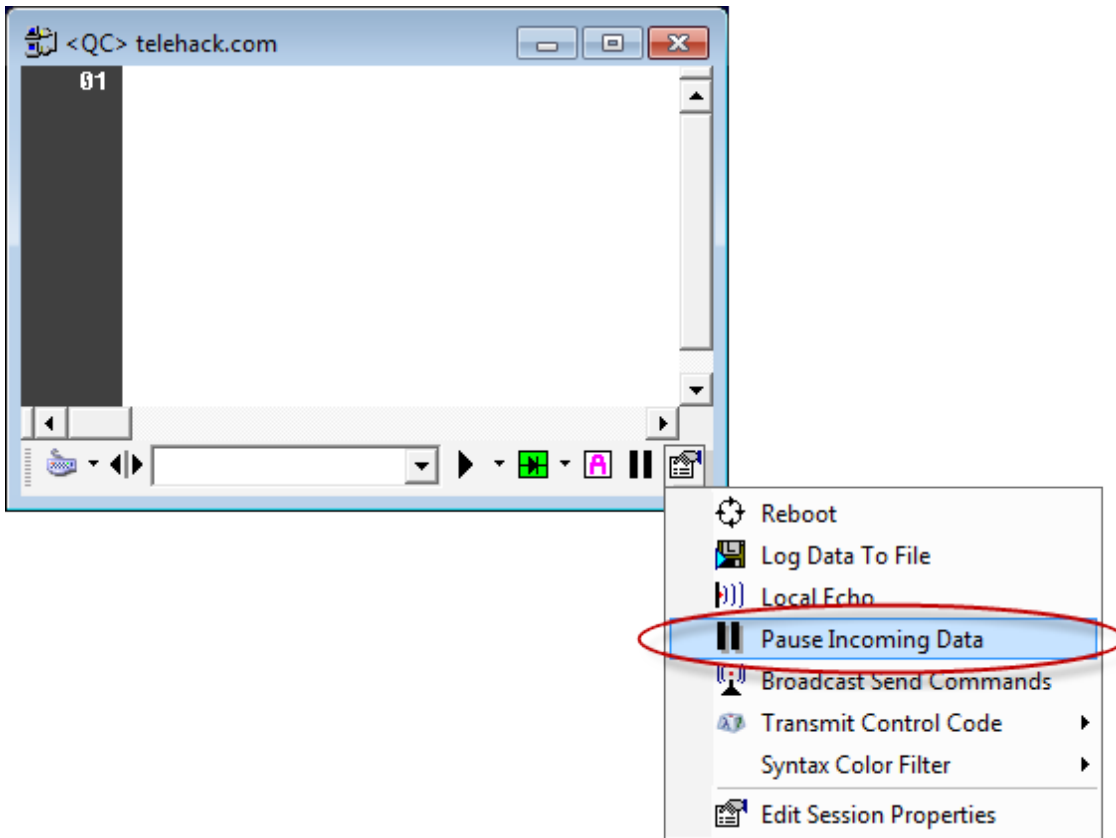 <QC> telehack.com
01
A
Reboot
Log Data To File
Local Echo
Pause Incoming Data
Broadcast Send Commands
Transmit Control Code
Syntax Color Filter
Edit Session Properties